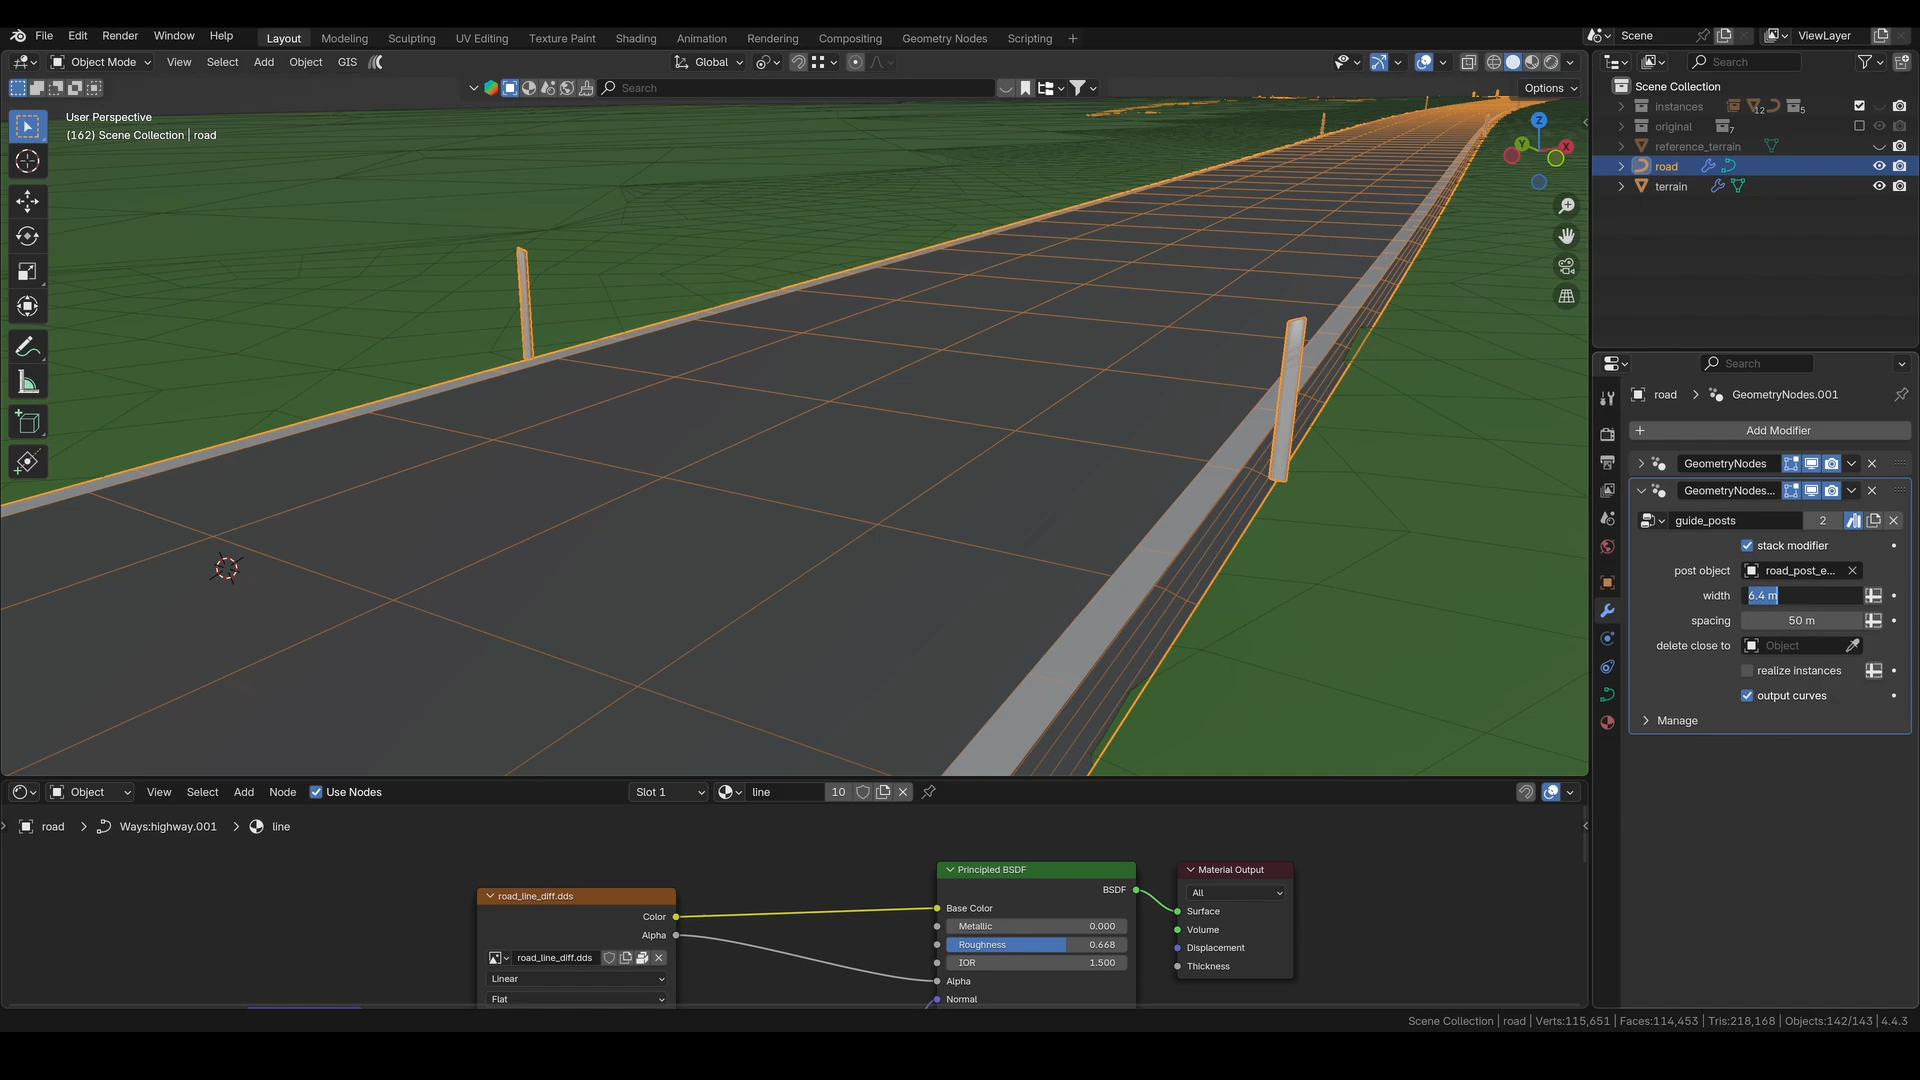 File Edit Render Window Help
Layout Modeling Sculpting UV Editing Texture Paint Shading Animation Rendering Compositing Geometry Nodes Scripting
Scene ViewLayer
Object Mode View Select Add Object GIS
Global
Search
Options
Search
User Perspective
(162) Scene Collection | road
Scene Collection
instances 12 5
original 7
reference_terrain
road
terrain
Z
Y
X
Search
road GeometryNodes.001
Add Modifier
GeometryNodes
GeometryNodes...
guide_posts 2
stack modifier
post object road_post_e...
width 6.4 m
spacing 50 m
delete close to Object
realize instances
output curves
Manage
Object View Select Add Node Use Nodes
Slot 1 line 10
road Ways:highway.001 line
road_line_diff.dds
Color
Alpha
road_line_diff.dds
Linear
Flat
Principled BSDF
BSDF
Base Color
Metallic 0.000
Roughness 0.668
IOR 1.500
Alpha
Normal
Material Output
All
Surface
Volume
Displacement
Thickness
Scene Collection | road | Verts:115,651 | Faces:114,453 | Tris:218,168 | Objects:142/143 | 4.4.3